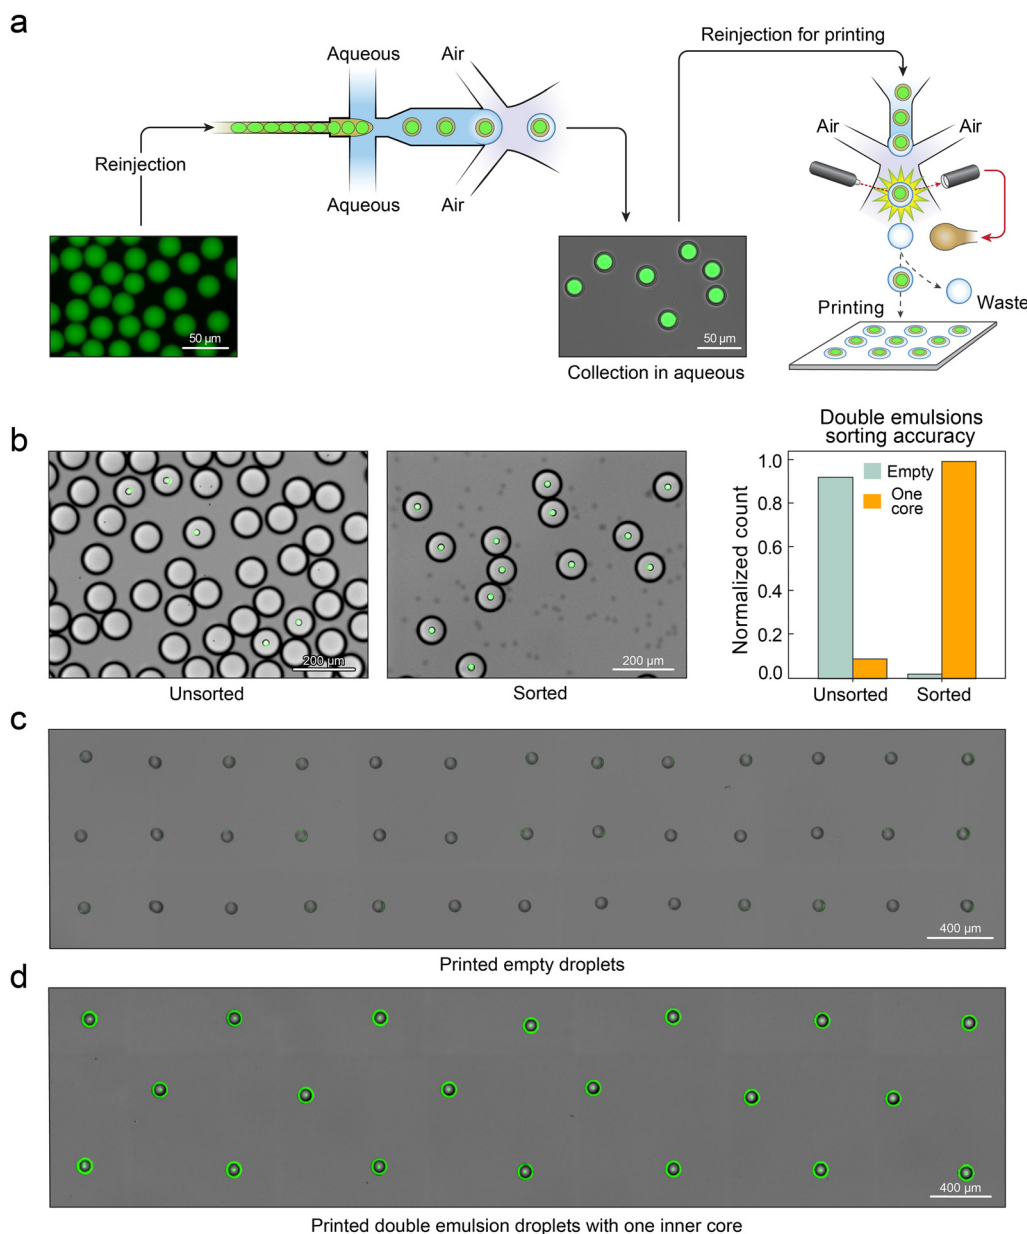 a
Reinjection for printing
Aqueous
Air
Air
Air
Reinjection
Aqueous
Air
50 µm
50 µm
Collection in aqueous
Printing
Waste
b
Double emulsions
sorting accuracy
1.0
0.8
0.6
0.4
0.2
0.0
Normalized count
Empty
One
core
200 µm
200 µm
Unsorted
Sorted
Unsorted
Sorted
c
400 µm
Printed empty droplets
d
400 µm
Printed double emulsion droplets with one inner core